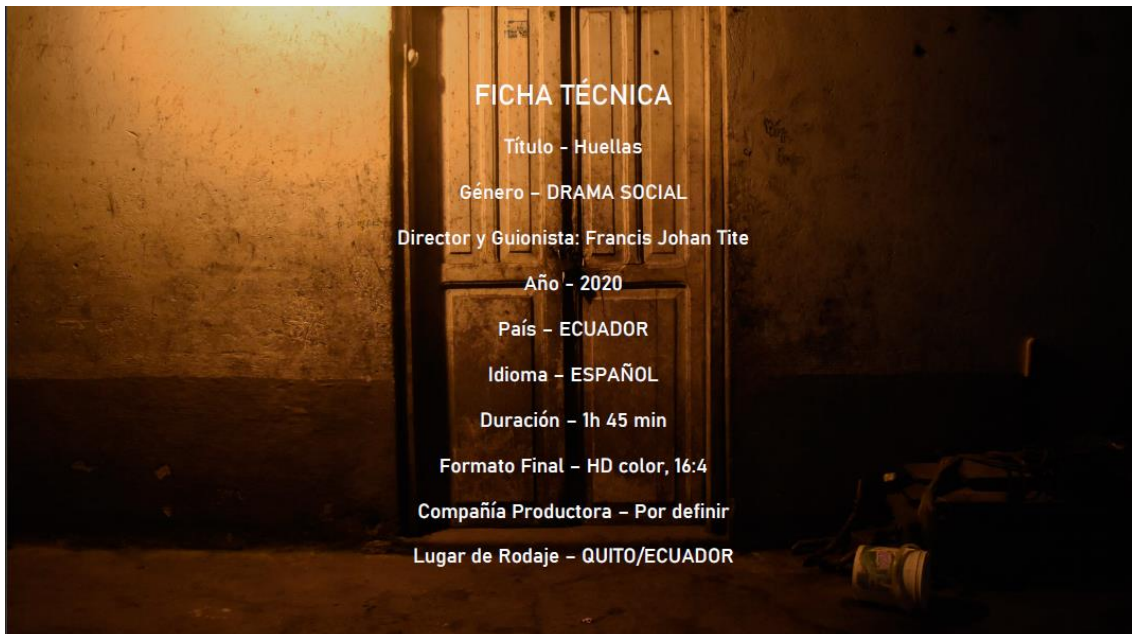 FICHA TÉCNICA
Título - Huellas
Género – DRAMA SOCIAL
Director y Guionista: Francis Johan Tite
Año - 2020
País – ECUADOR
Idioma – ESPAÑOL
Duración – 1h 45 min
Formato Final – HD color, 16:4
Compañía Productora – Por definir
Lugar de Rodaje – QUITO/ECUADOR